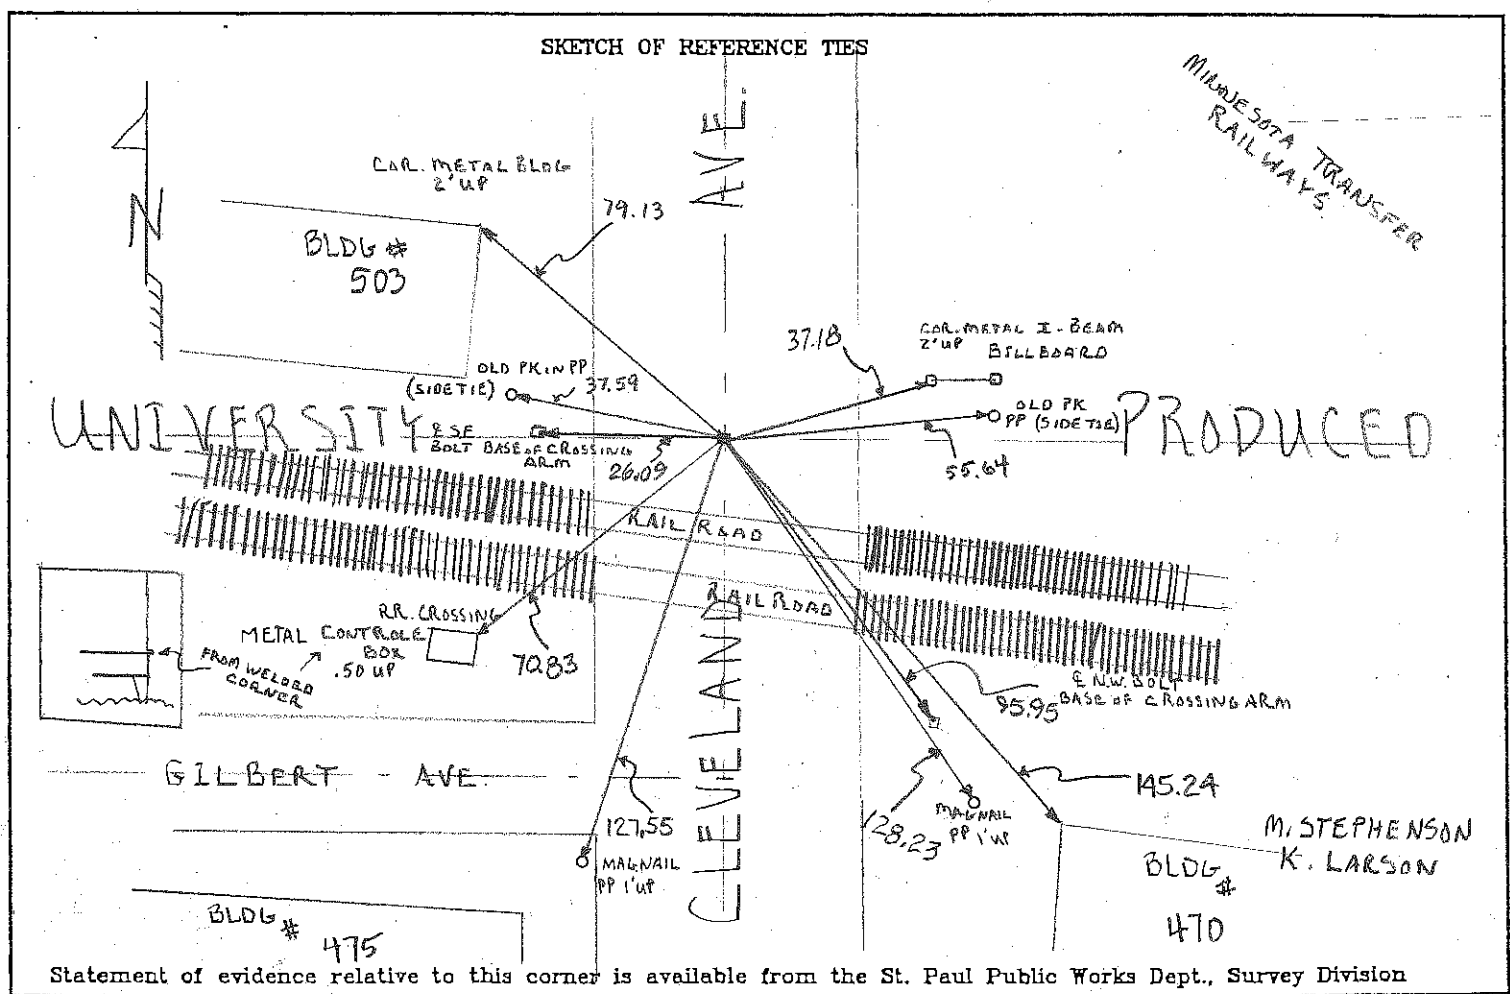 SKETCH OF REFERENCE TIES
MINNESOTA TRANSFER
RAILWAYS
AVE.
N
COR. METAL BLDG
2' UP
79.13
BLDG #
503
37.18
COR. METAL I-BEAM
2' UP BILLBOARD
OLD PK IN PP
(SIDE TIE)
37.59
OLD PK
PP (SIDE TIE)
UNIVERSITY
PRODUCED
℄ SE
BOLT BASE OF CROSSING
ARM
26.09
55.64
RAIL ROAD
RAIL ROAD
RR. CROSSING
METAL CONTROLE
BOX
.50 UP
FROM WELDED
CORNER
70.83
℄ N.W. BOLT
BASE OF CROSSING ARM
95.95
CLEVELAND
GILBERT AVE.
145.24
127.55
128.23
MAGNAIL
PP 1' UP
MAGNAIL
PP 1' UP
M. STEPHENSON
K. LARSON
BLDG #
470
BLDG #
475
Statement of evidence relative to this corner is available from the St. Paul Public Works Dept., Survey Division